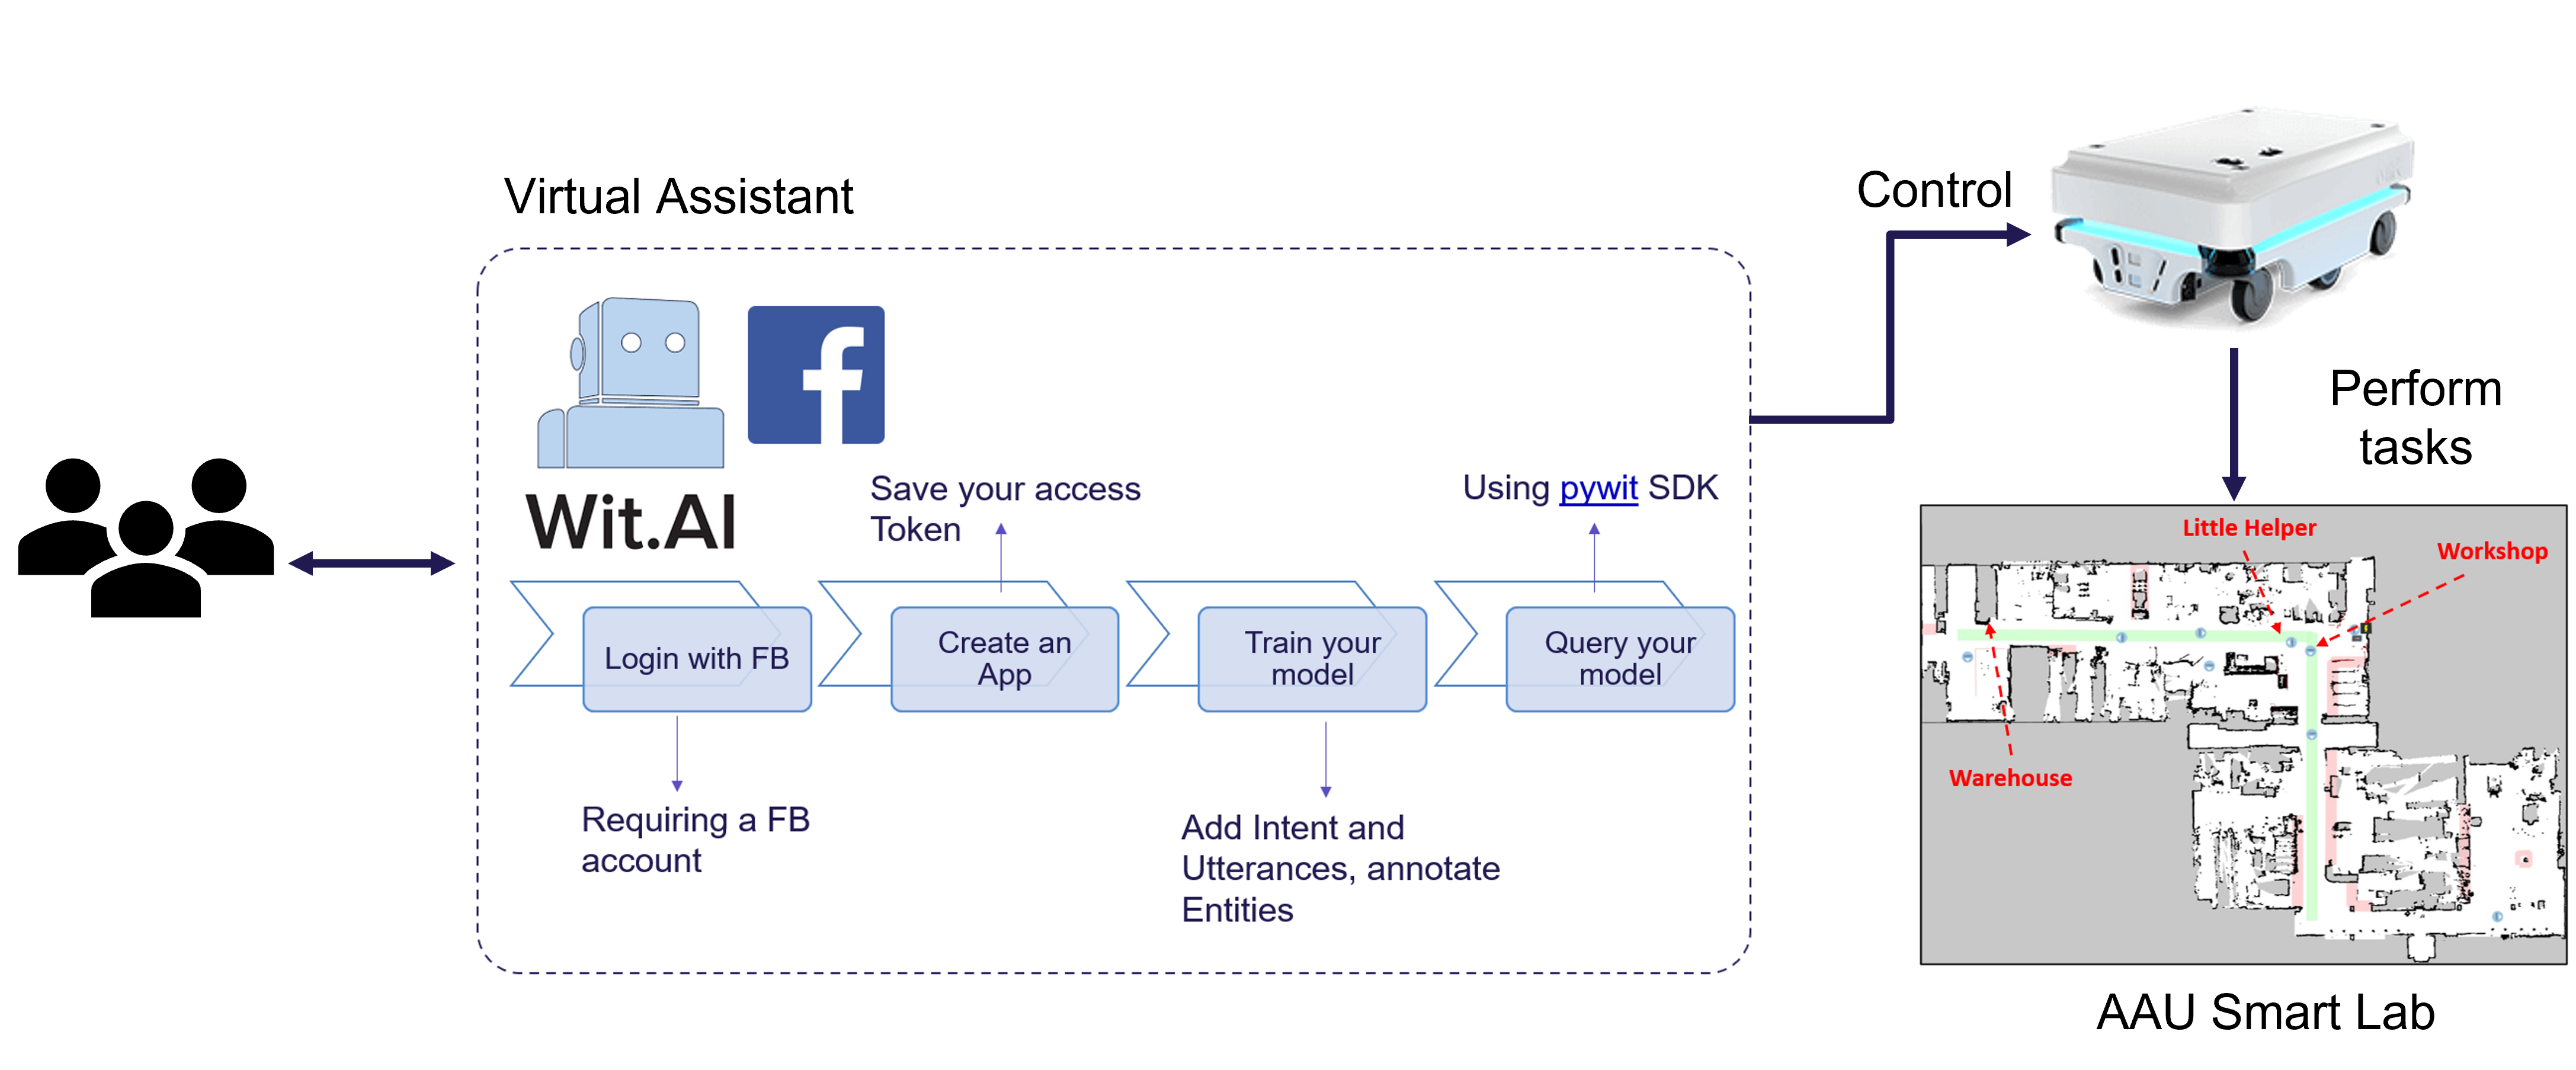 Virtual Assistant
Control
Perform
tasks
Wit.AI
Save your access
Token
Using pywit SDK
Login with FB
Create an
App
Train your
model
Query your
model
Requiring a FB
account
Add Intent and
Utterances, annotate
Entities
Little Helper
Workshop
Warehouse
AAU Smart Lab